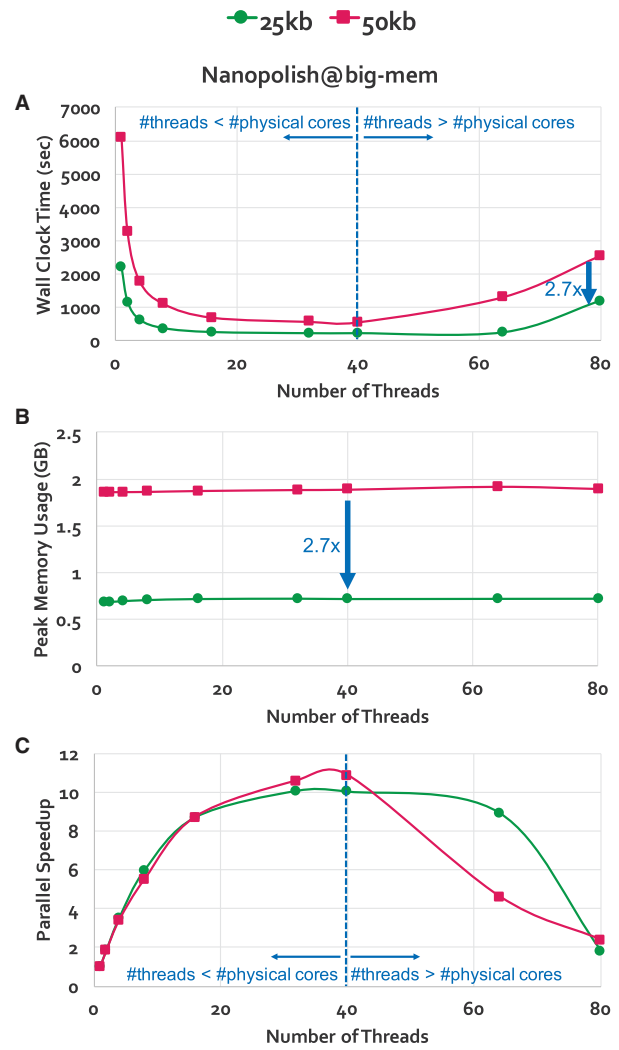 25kb 50kb
Nanopolish@big-mem
A
7000
6000
5000
4000
3000
2000
1000
0
Wall Clock Time (sec)
#threads < #physical cores #threads > #physical cores
2.7x
0 20 40 60 80
Number of Threads
B
2.5
2
1.5
1
0.5
0
Peak Memory Usage (GB)
2.7x
0 20 40 60 80
Number of Threads
C
12
10
8
6
4
2
0
Parallel Speedup
#threads < #physical cores #threads > #physical cores
0 20 40 60 80
Number of Threads